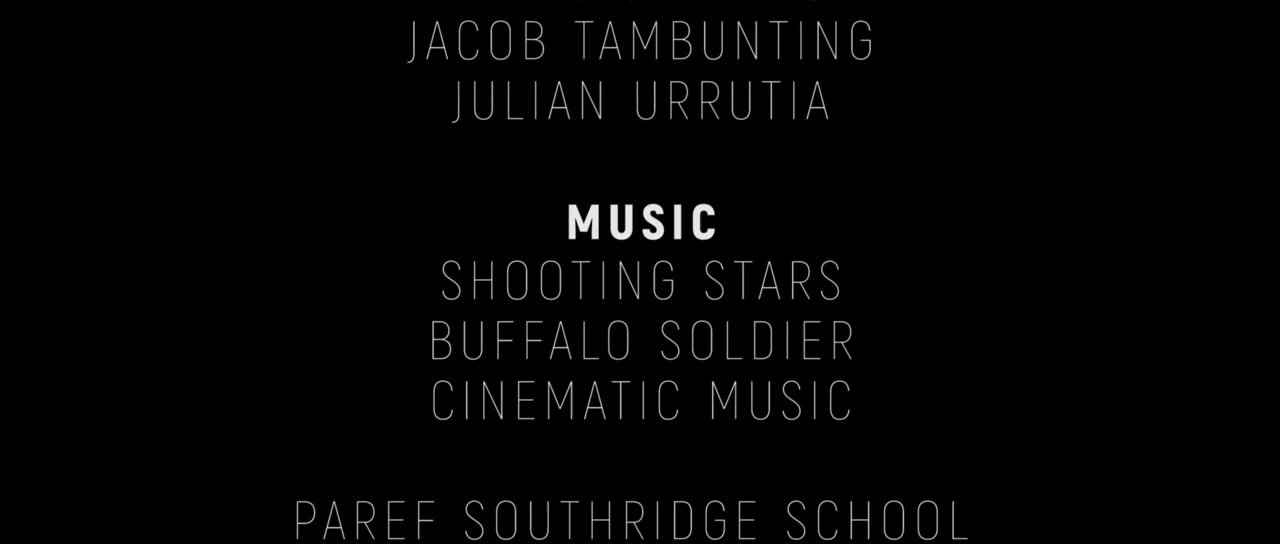 JACOB TAMBUNTING
JULIAN URRUTIA
MUSIC
SHOOTING STARS
BUFFALO SOLDIER
CINEMATIC MUSIC
PAREF SOUTHRIDGE SCHOOL